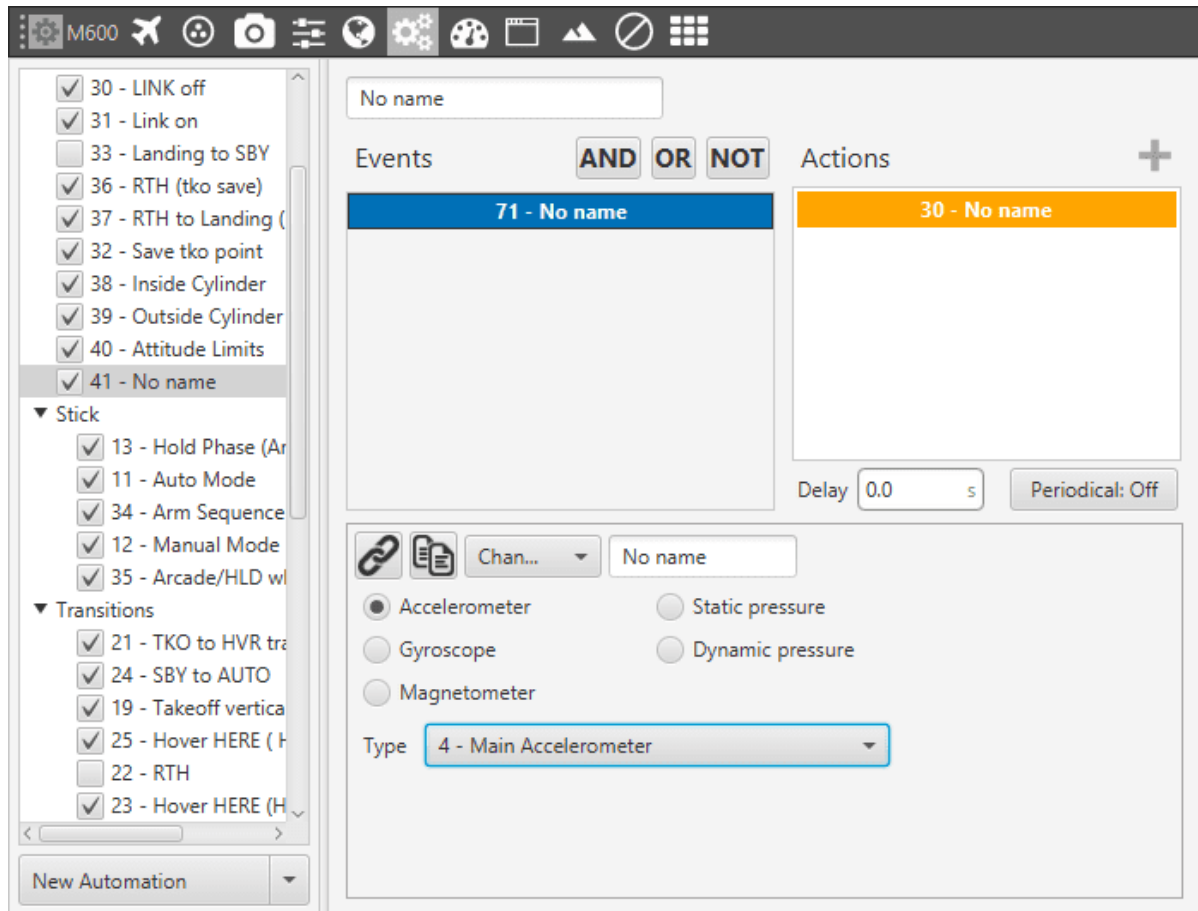 M600
30 - LINK off
31 - Link on
33 - Landing to SBY
36 - RTH (tko save)
37 - RTH to Landing (
32 - Save tko point
38 - Inside Cylinder
39 - Outside Cylinder
40 - Attitude Limits
41 - No name
Stick
13 - Hold Phase (Ar
11 - Auto Mode
34 - Arm Sequence
12 - Manual Mode
35 - Arcade/HLD wl
Transitions
21 - TKO to HVR tra
24 - SBY to AUTO
19 - Takeoff vertica
25 - Hover HERE ( H
22 - RTH
23 - Hover HERE (H
New Automation
No name
Events AND OR NOT
71 - No name
Actions
30 - No name
Delay 0.0 s Periodical: Off
Chan... No name
Accelerometer Static pressure
Gyroscope Dynamic pressure
Magnetometer
Type 4 - Main Accelerometer